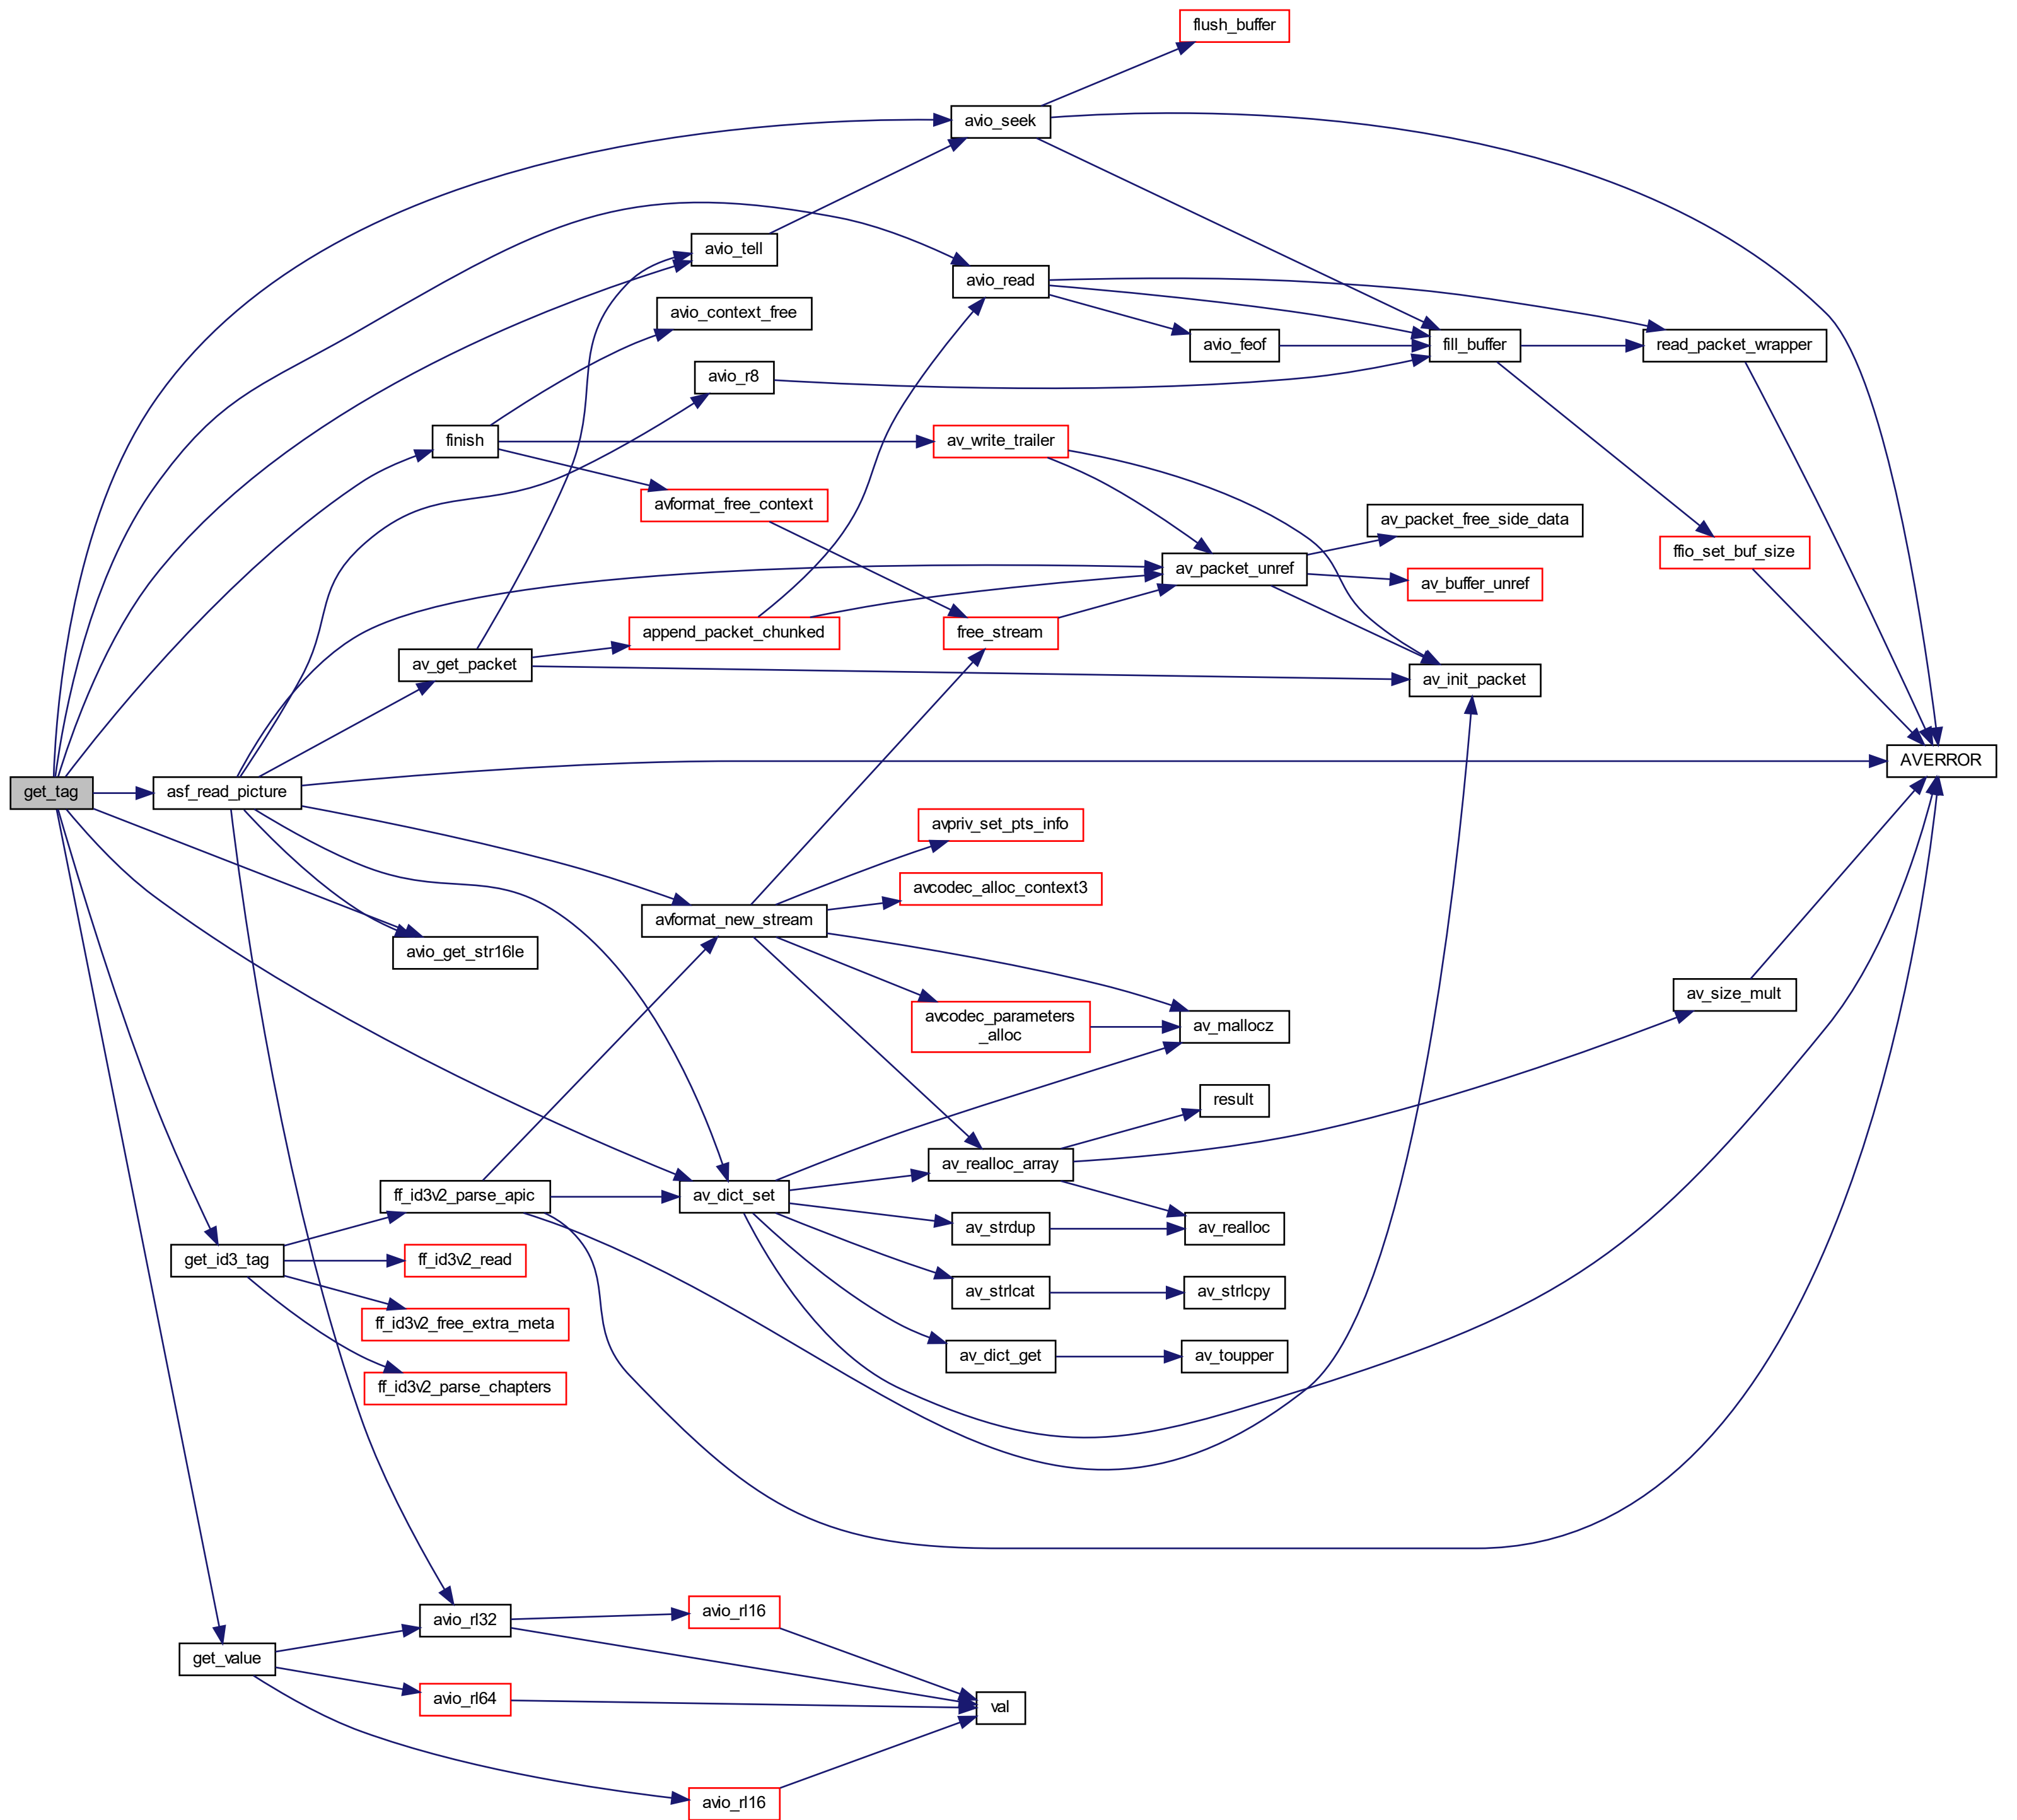 flush_buffer
avio_seek
avio_tell
avio_read
avio_context_free
avio_feof
fill_buffer
read_packet_wrapper
avio_r8
finish
av_write_trailer
avformat_free_context
av_packet_free_side_data
ffio_set_buf_size
av_packet_unref
av_buffer_unref
append_packet_chunked
free_stream
av_get_packet
av_init_packet
AVERROR
get_tag
asf_read_picture
avpriv_set_pts_info
avcodec_alloc_context3
avformat_new_stream
avio_get_str16le
av_size_mult
avcodec_parameters
_alloc
av_mallocz
result
av_realloc_array
ff_id3v2_parse_apic
av_dict_set
av_strdup
av_realloc
get_id3_tag
ff_id3v2_read
av_strlcat
av_strlcpy
ff_id3v2_free_extra_meta
av_dict_get
av_toupper
ff_id3v2_parse_chapters
avio_rl16
avio_rl32
get_value
avio_rl64
val
avio_rl16